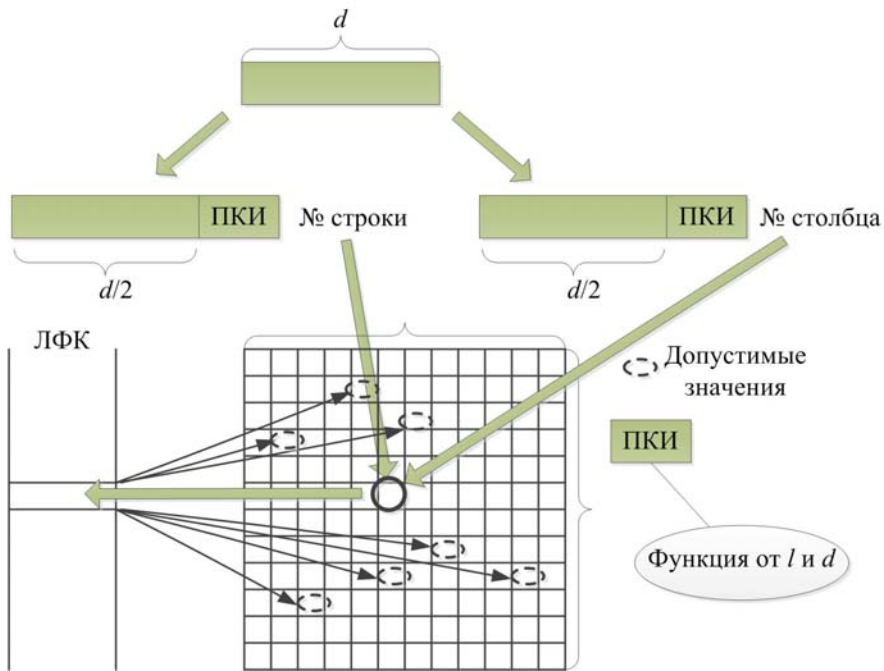 d
ПКИ
№ строки
ПКИ
№ столбца
d/2
d/2
ЛФК
Допустимые
значения
ПКИ
Функция от l и d